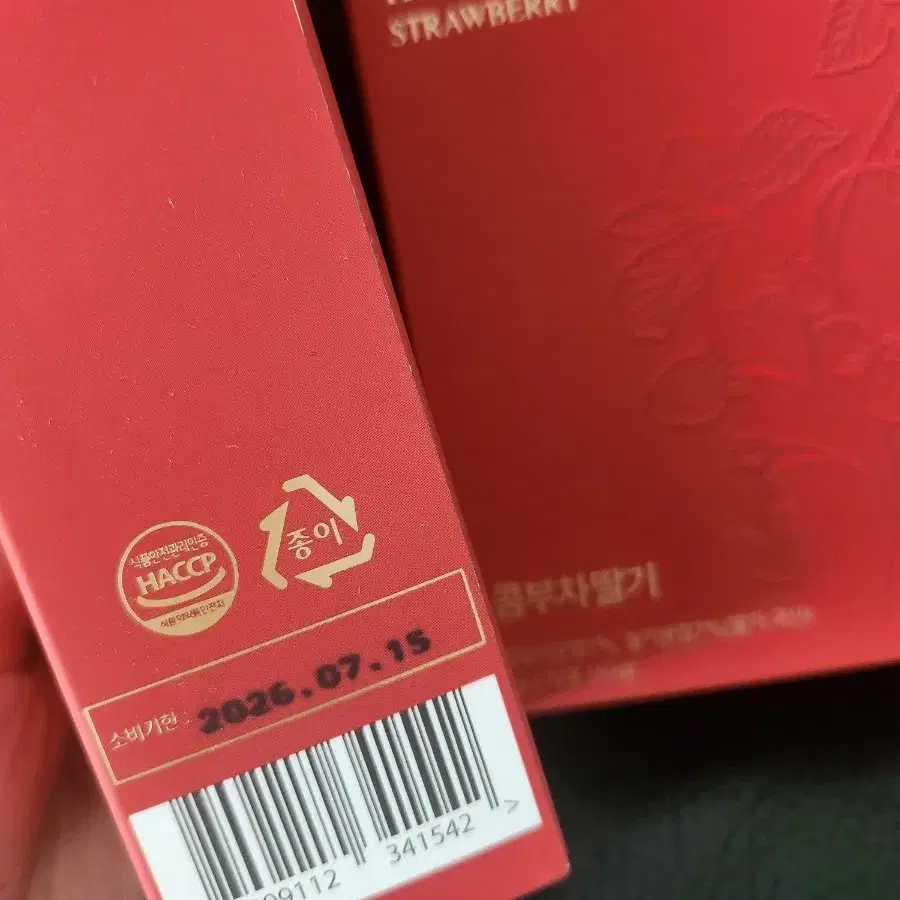 STRAWBERRY
식품안전관리인증
HACCP
식품의약품안전처
종이
소비기한 : 2026.07.15
09112 341542 >
콤부차딸기